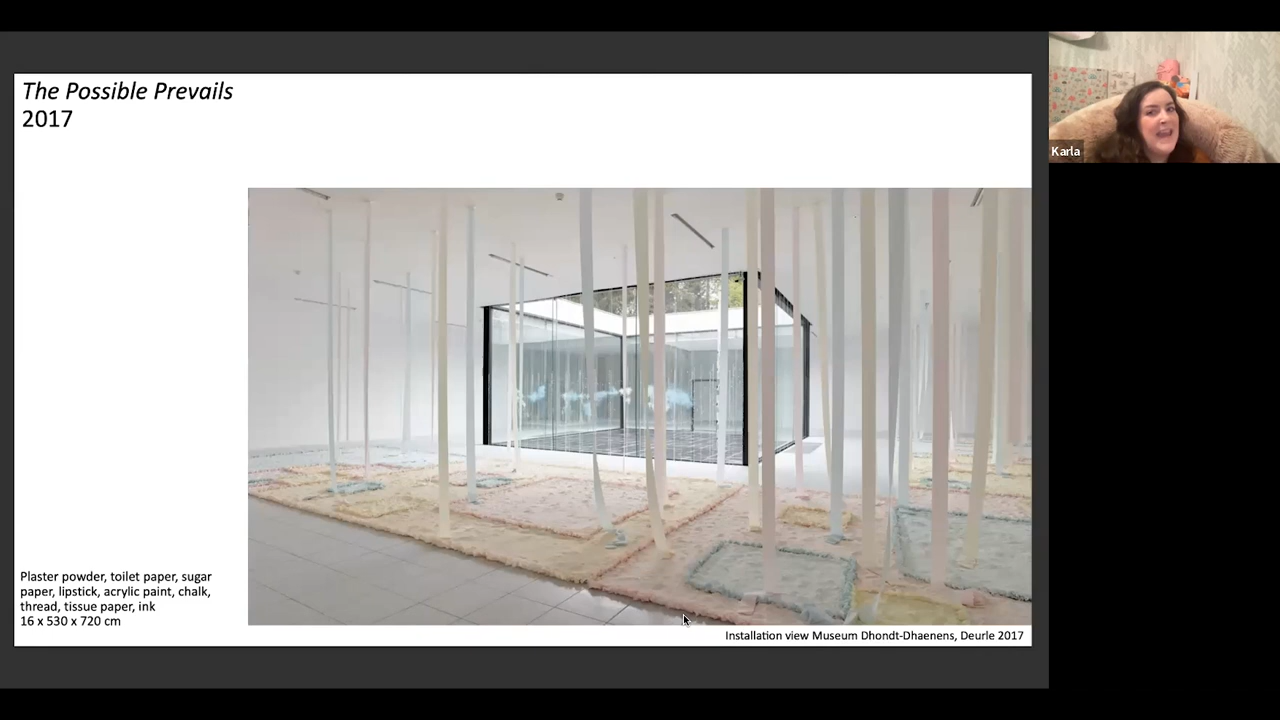 The Possible Prevails
2017
Karla
Plaster powder, toilet paper, sugar
paper, lipstick, acrylic paint, chalk,
thread, tissue paper, ink
16 x 530 x 720 cm
Installation view Museum Dhondt-Dhaenens, Deurle 2017